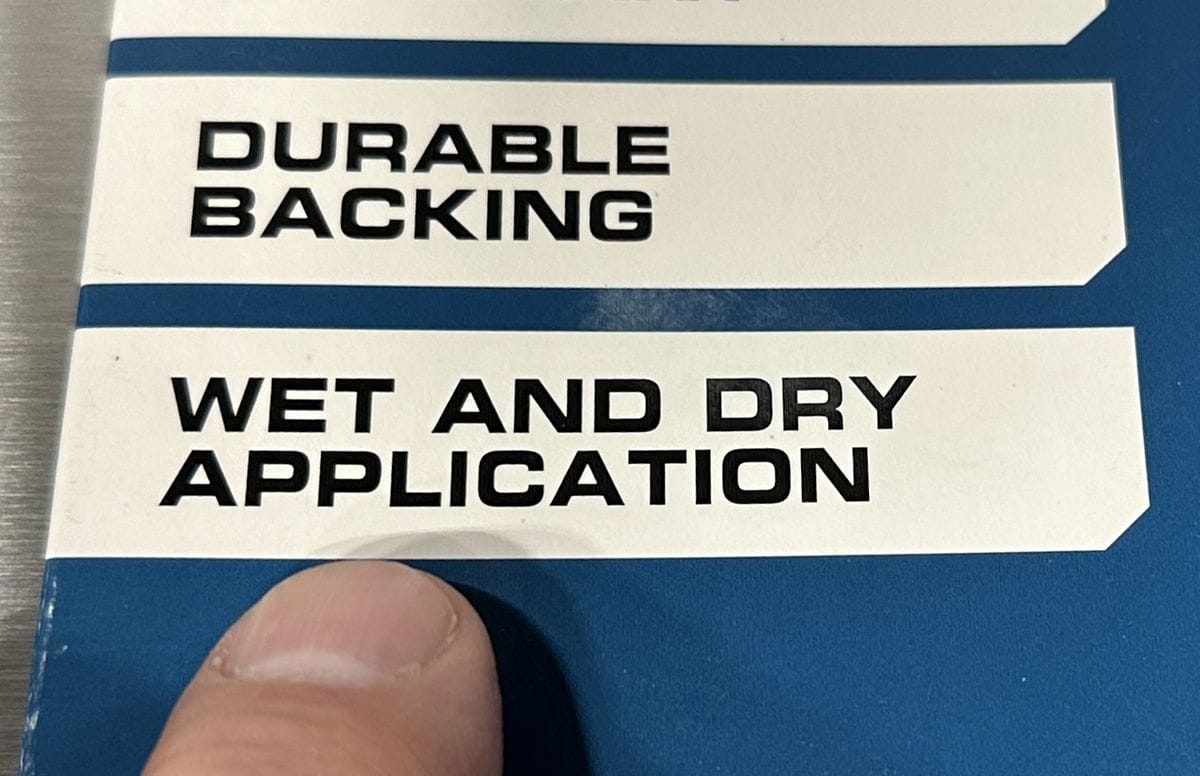 DURABLE
BACKING
WET AND DRY
APPLICATION